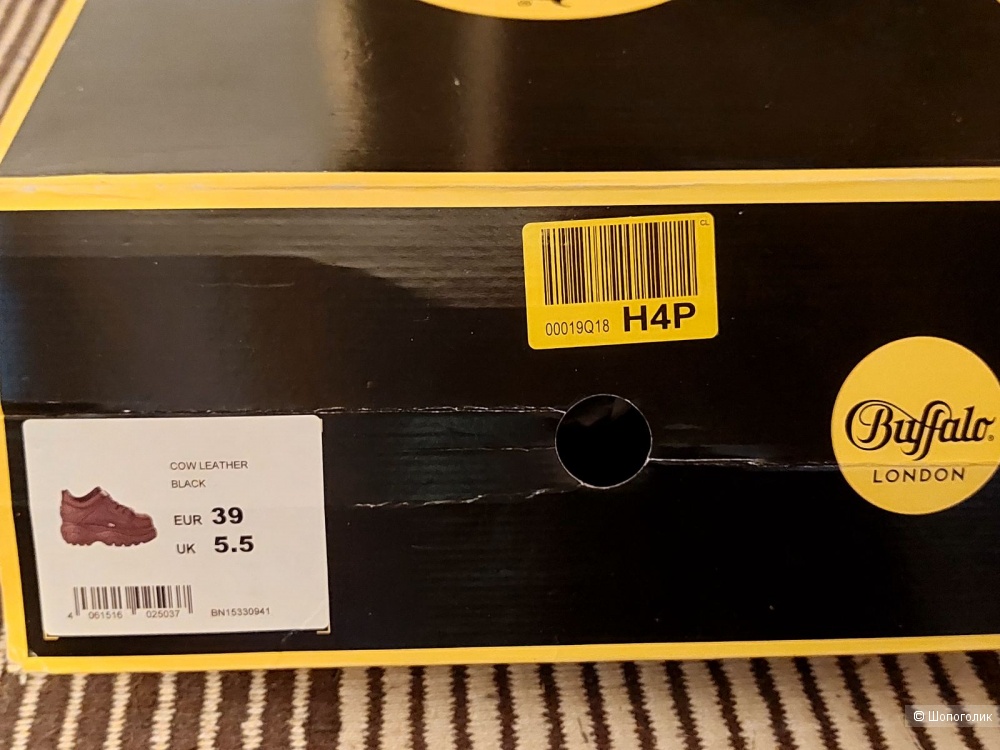 CL
00019Q18 H4P
Buffalo®
LONDON
COW LEATHER
BLACK
EUR 39
UK 5.5
4 061516 025037
BN15330941
© Шопоголик